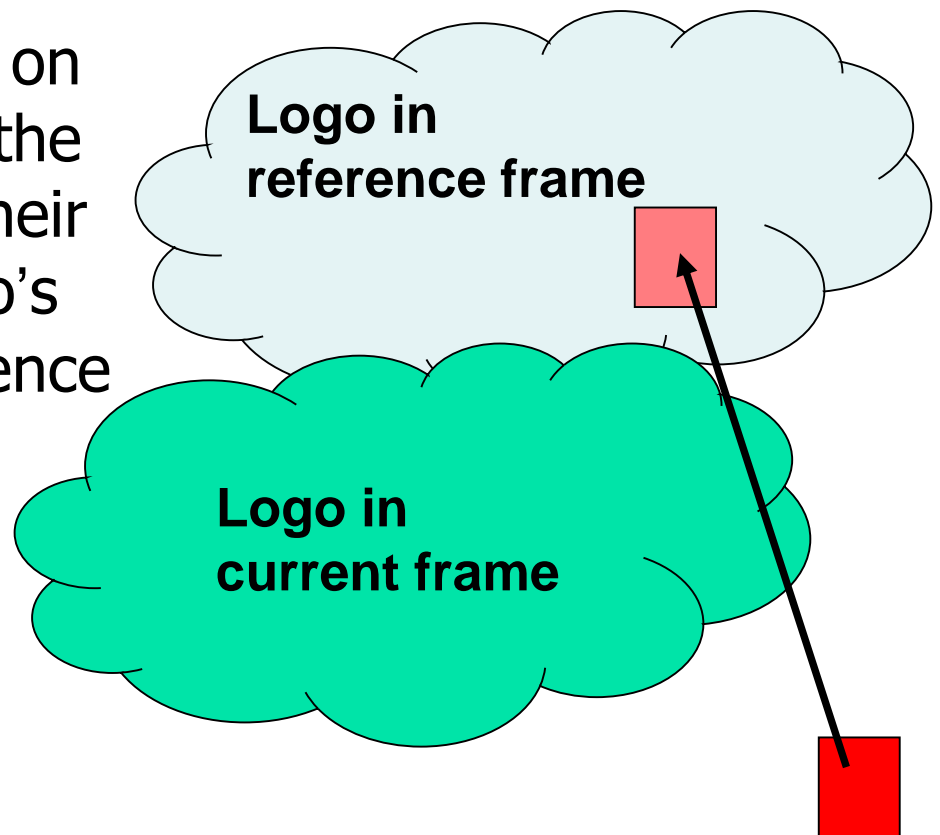 on
the
heir
o's
ence
Logo in
reference frame
Logo in
current frame